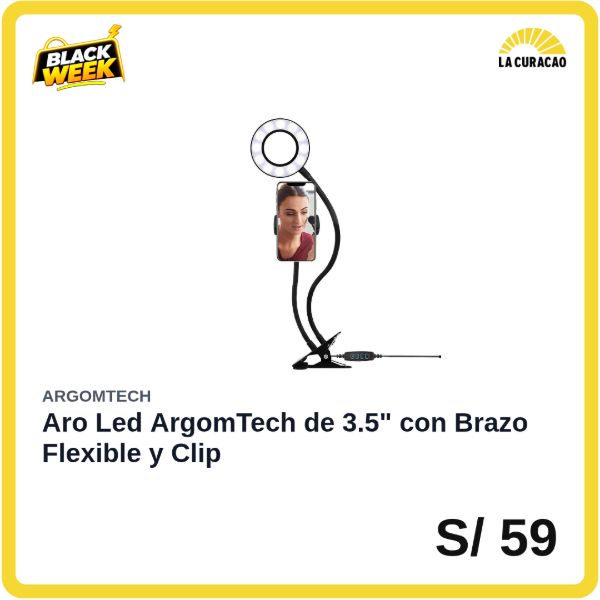 BLACK
WEEK
LA CURACAO
ARGOMTECH
Aro Led ArgomTech de 3.5" con Brazo
Flexible y Clip
S/ 59